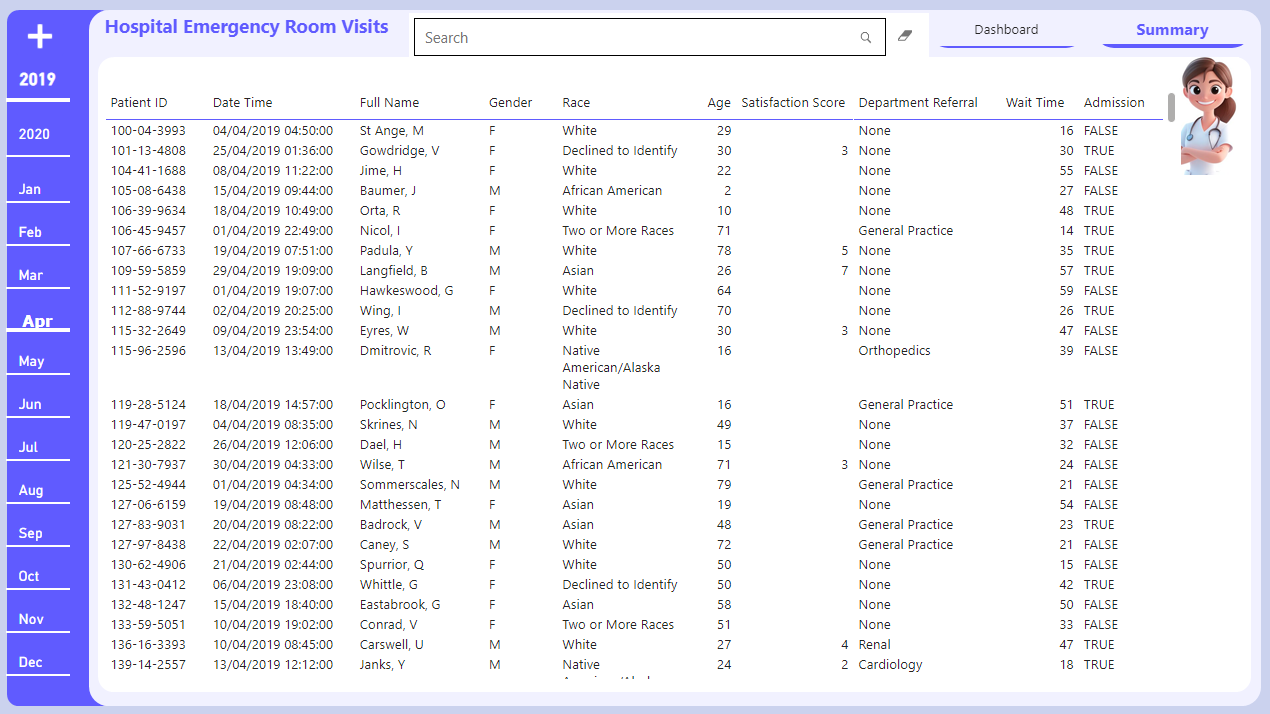 Hospital Emergency Room Visits
Search
Dashboard
Summary
2019
2020
Jan
Feb
Mar
Apr
May
Jun
Jul
Aug
Sep
Oct
Nov
Dec
Patient ID Date Time Full Name Gender Race Age Satisfaction Score Department Referral Wait Time Admission
100-04-3993 04/04/2019 04:50:00 St Ange, M F White 29 None 16 FALSE
101-13-4808 25/04/2019 01:36:00 Gowdridge, V F Declined to Identify 30 3 None 30 TRUE
104-41-1688 08/04/2019 11:22:00 Jime, H F White 22 None 55 FALSE
105-08-6438 15/04/2019 09:44:00 Baumer, J M African American 2 None 27 FALSE
106-39-9634 18/04/2019 10:49:00 Orta, R F White 10 None 48 TRUE
106-45-9457 01/04/2019 22:49:00 Nicol, I F Two or More Races 71 General Practice 14 TRUE
107-66-6733 19/04/2019 07:51:00 Padula, Y M White 78 5 None 35 TRUE
109-59-5859 29/04/2019 19:09:00 Langfield, B M Asian 26 7 None 57 TRUE
111-52-9197 01/04/2019 19:07:00 Hawkeswood, G F White 64 None 59 FALSE
112-88-9744 02/04/2019 20:25:00 Wing, I M Declined to Identify 70 None 26 TRUE
115-32-2649 09/04/2019 23:54:00 Eyres, W M White 30 3 None 47 FALSE
115-96-2596 13/04/2019 13:49:00 Dmitrovic, R F Native 16 Orthopedics 39 FALSE
American/Alaska
Native
119-28-5124 18/04/2019 14:57:00 Pocklington, O F Asian 16 General Practice 51 TRUE
119-47-0197 04/04/2019 08:35:00 Skrines, N M White 49 None 37 FALSE
120-25-2822 26/04/2019 12:06:00 Dael, H M Two or More Races 15 None 32 FALSE
121-30-7937 30/04/2019 04:33:00 Wilse, T M African American 71 3 None 24 FALSE
125-52-4944 01/04/2019 04:34:00 Sommerscales, N M White 79 General Practice 21 FALSE
127-06-6159 19/04/2019 08:48:00 Matthessen, T F Asian 19 None 54 FALSE
127-83-9031 20/04/2019 08:22:00 Badrock, V M Asian 48 General Practice 23 TRUE
127-97-8438 22/04/2019 02:07:00 Caney, S M White 72 General Practice 21 FALSE
130-62-4906 21/04/2019 02:44:00 Spurrior, Q F White 50 None 15 FALSE
131-43-0412 06/04/2019 23:08:00 Whittle, G F Declined to Identify 50 None 42 TRUE
132-48-1247 15/04/2019 18:40:00 Eastabrook, G F Asian 58 None 50 FALSE
133-59-5051 10/04/2019 19:02:00 Conrad, V F Two or More Races 51 None 33 FALSE
136-16-3393 10/04/2019 08:45:00 Carswell, U M White 27 4 Renal 47 TRUE
139-14-2557 13/04/2019 12:12:00 Janks, Y M Native 24 2 Cardiology 18 TRUE